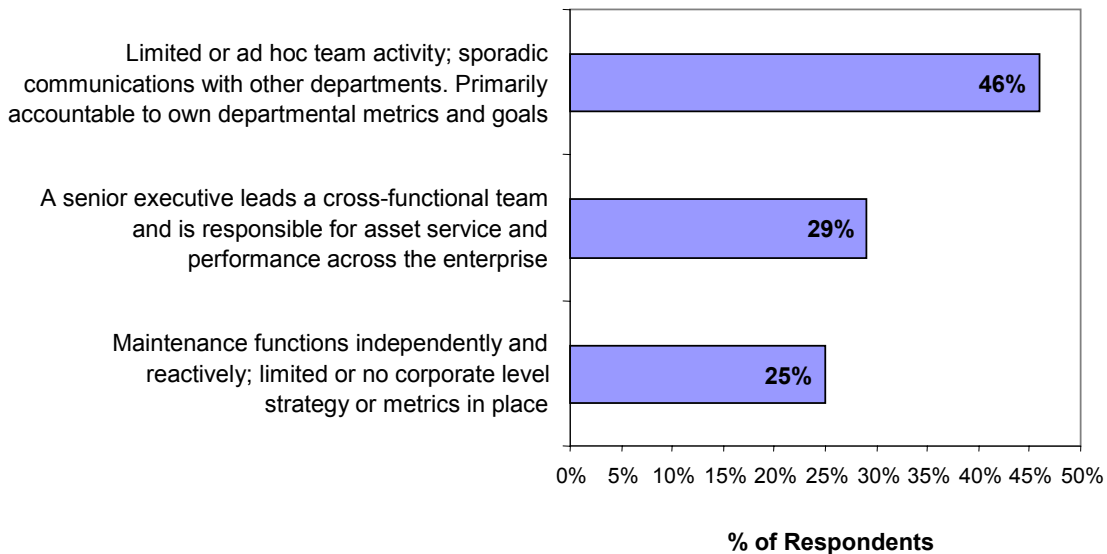 Limited or ad hoc team activity; sporadic
communications with other departments. Primarily
accountable to own departmental metrics and goals
46%
A senior executive leads a cross-functional team
and is responsible for asset service and
performance across the enterprise
29%
Maintenance functions independently and
reactively; limited or no corporate level
strategy or metrics in place
25%
0% 5% 10% 15% 20% 25% 30% 35% 40% 45% 50%
% of Respondents